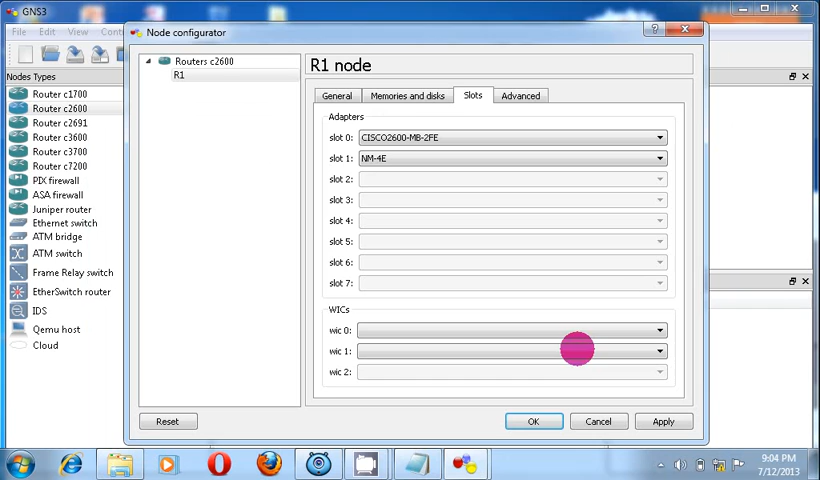 GNS3
File Edit View
Nodes Types
Router c1700
Router c2600
Router c2691
Router c3600
Router c3700
Router c7200
PIX firewall
ASA firewall
Juniper router
Ethernet switch
ATM bridge
ATM switch
Frame Relay switch
EtherSwitch router
IDS
Qemu host
Cloud
Node configurator
Routers c2600
R1
R1 node
General Memories and disks Slots Advanced
Adapters
slot 0: CISCO2600-MB-2FE
slot 1: NM-4E
slot 2:
slot 3:
slot 4:
slot 5:
slot 6:
slot 7:
WICs
wic 0:
wic 1:
wic 2:
Reset OK Cancel Apply
9:04 PM
7/12/2013